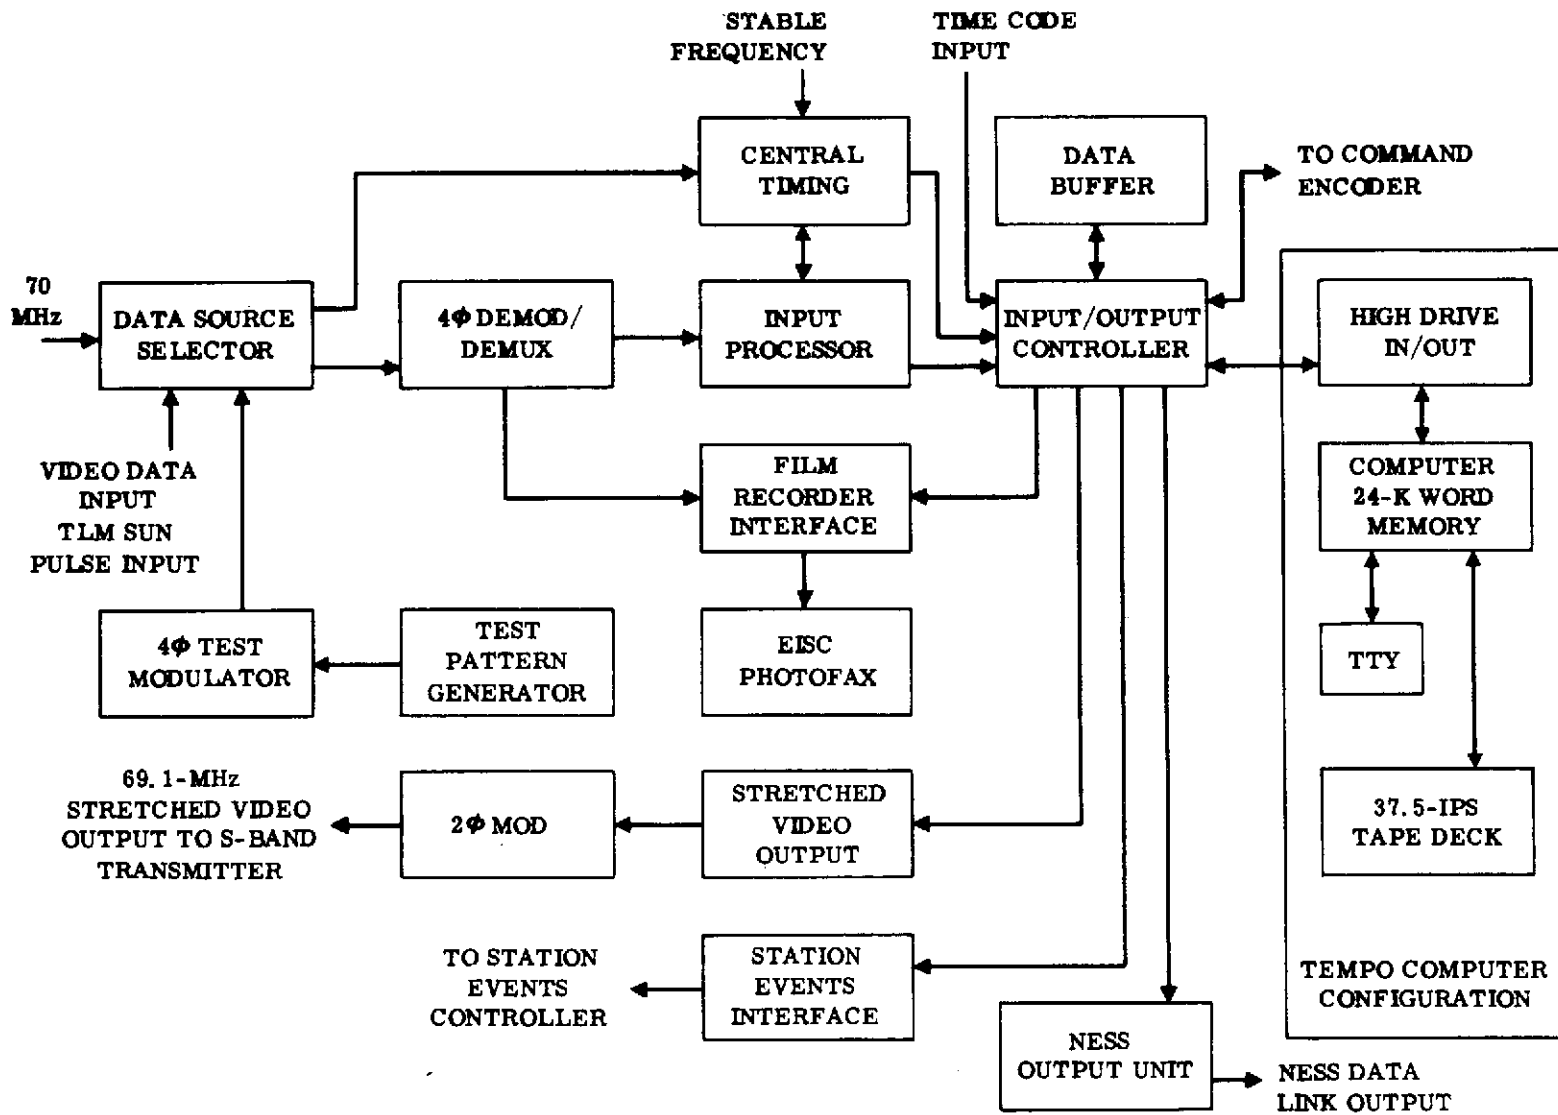 STABLE
FREQUENCY
TIME CODE
INPUT
CENTRAL
TIMING
DATA
BUFFER
TO COMMAND
ENCODER
70
MHz
DATA SOURCE
SELECTOR
4φ DEMOD/
DEMUX
INPUT
PROCESSOR
INPUT/OUTPUT
CONTROLLER
HIGH DRIVE
IN/OUT
VIDEO DATA
INPUT
TLM SUN
PULSE INPUT
FILM
RECORDER
INTERFACE
COMPUTER
24-K WORD
MEMORY
4φ TEST
MODULATOR
TEST
PATTERN
GENERATOR
EISC
PHOTOFAX
TTY
69.1-MHz
STRETCHED VIDEO
OUTPUT TO S-BAND
TRANSMITTER
2φ MOD
STRETCHED
VIDEO
OUTPUT
37.5-IPS
TAPE DECK
TO STATION
EVENTS
CONTROLLER
STATION
EVENTS
INTERFACE
TEMPO COMPUTER
CONFIGURATION
NESS
OUTPUT UNIT
NESS DATA
LINK OUTPUT